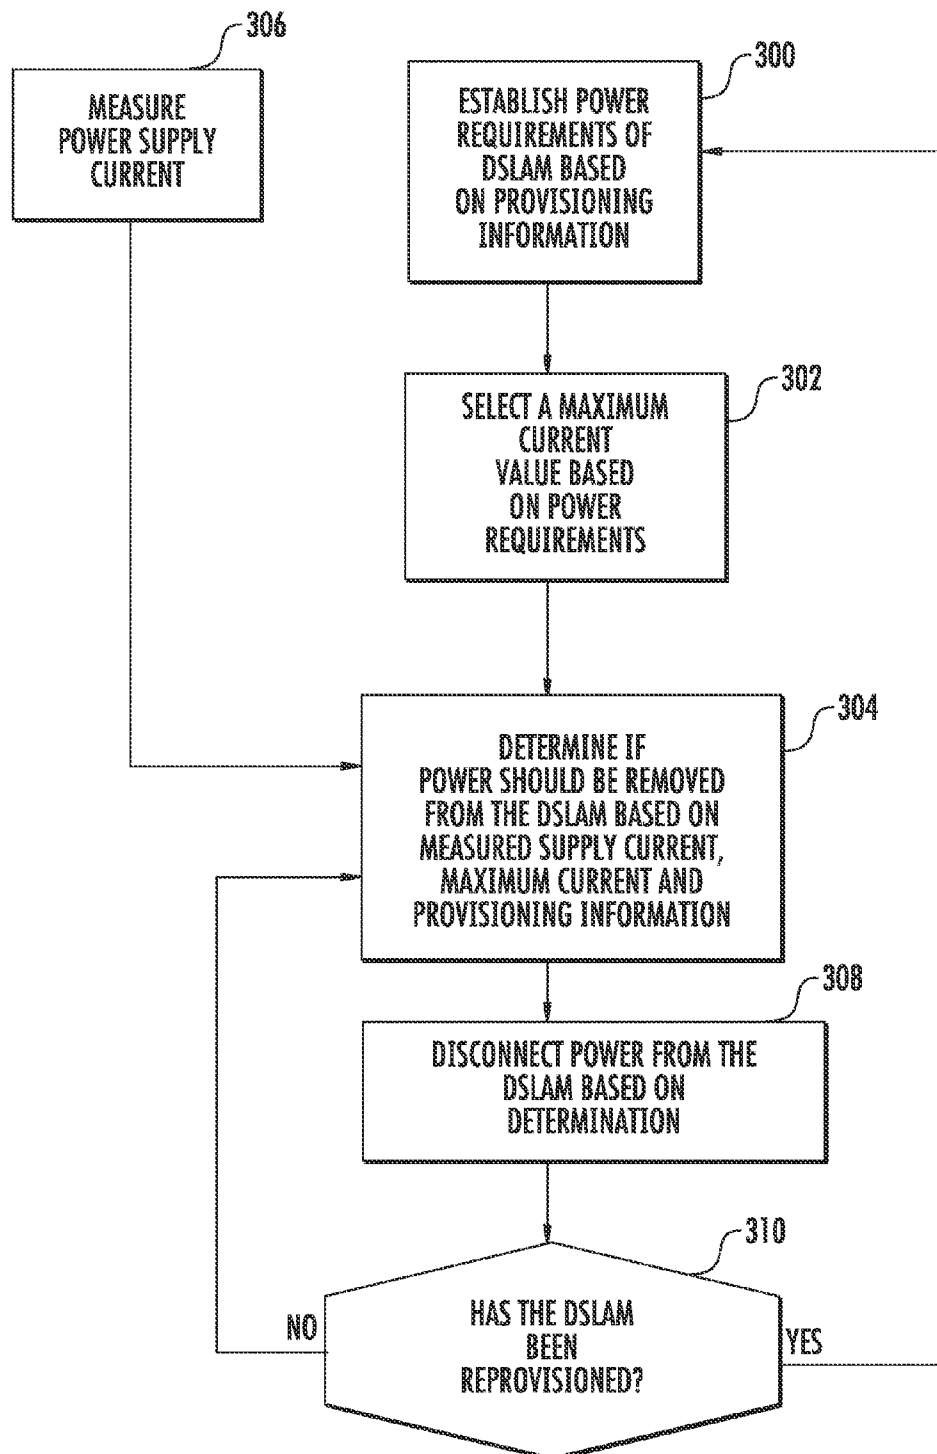 306
MEASURE
POWER SUPPLY
CURRENT
300
ESTABLISH POWER
REQUIREMENTS OF
DSLAM BASED
ON PROVISIONING
INFORMATION
302
SELECT A MAXIMUM
CURRENT
VALUE BASED
ON POWER
REQUIREMENTS
304
DETERMINE IF
POWER SHOULD BE REMOVED
FROM THE DSLAM BASED ON
MEASURED SUPPLY CURRENT,
MAXIMUM CURRENT AND
PROVISIONING INFORMATION
308
DISCONNECT POWER FROM THE
DSLAM BASED ON
DETERMINATION
310
HAS THE DSLAM
BEEN
REPROVISIONED?
NO
YES